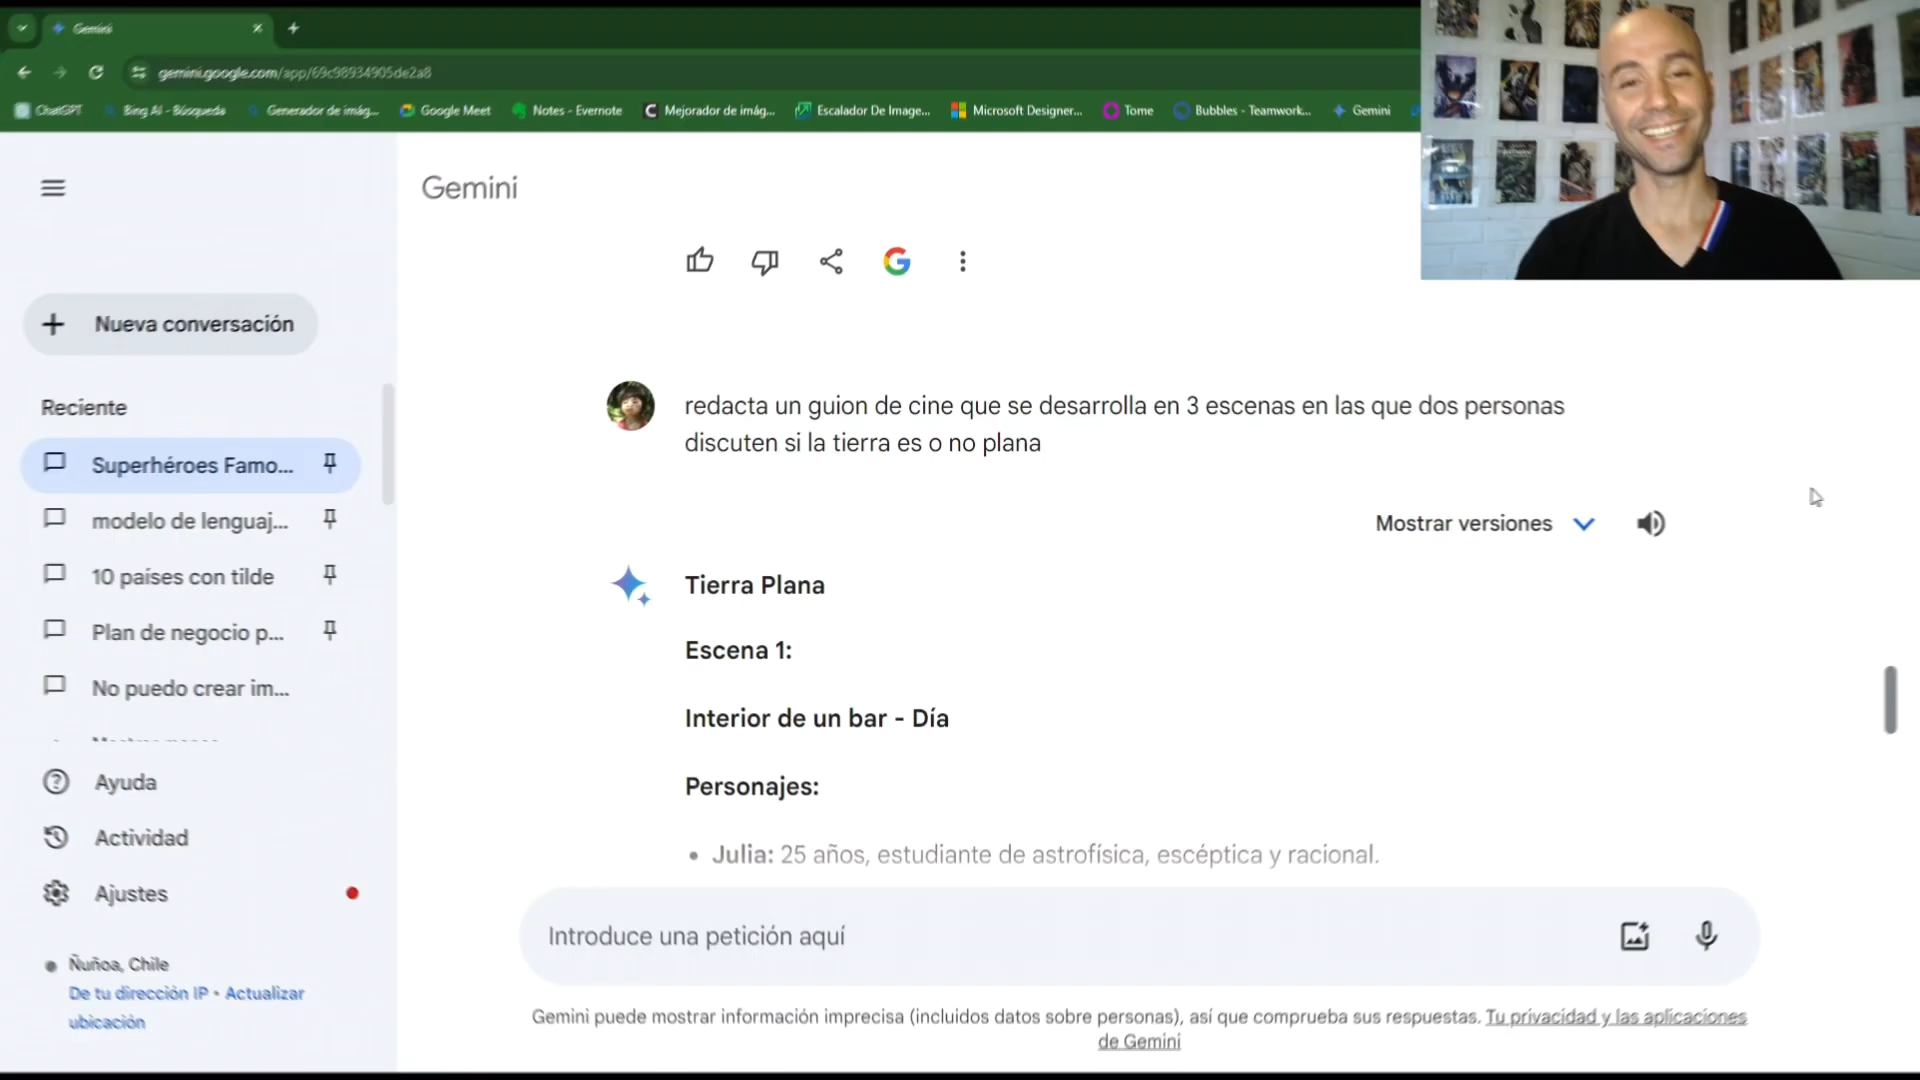 Gemini
gemini.google.com/app/69c98934905de2a8
ChatGPT
Bing AI - Búsqueda
Generador de imág...
Google Meet
Notes - Evernote
Mejorador de imág...
Escalador De Image...
Microsoft Designer...
Tome
Bubbles - Teamwork...
Gemini
Gemini
Nueva conversación
Reciente
Superhéroes Famo...
modelo de lenguaj...
10 países con tilde
Plan de negocio p...
No puedo crear im...
Ayuda
Actividad
Ajustes
Ñuñoa, Chile
De tu dirección IP • Actualizar
ubicación
redacta un guion de cine que se desarrolla en 3 escenas en las que dos personas
discuten si la tierra es o no plana
Mostrar versiones
Tierra Plana
Escena 1:
Interior de un bar - Día
Personajes:
• Julia: 25 años, estudiante de astrofísica, escéptica y racional.
Introduce una petición aquí
Gemini puede mostrar información imprecisa (incluidos datos sobre personas), así que comprueba sus respuestas. Tu privacidad y las aplicaciones
de Gemini